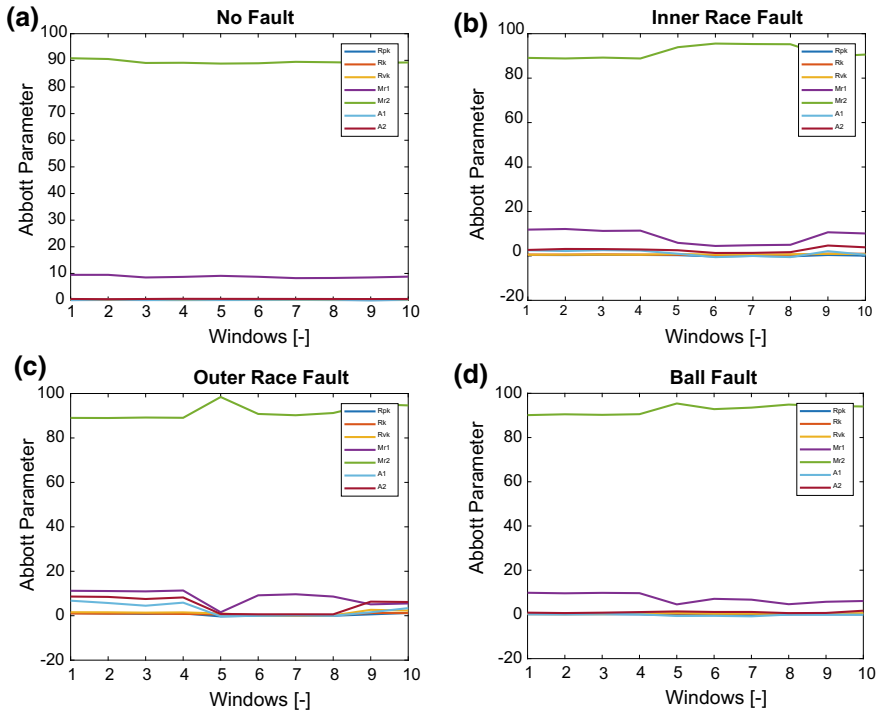 (a)
No Fault
Abbott Parameter
100
90
80
70
60
50
40
30
20
10
0
Rpk
Rk
Rvk
Mr1
Mr2
A1
A2
1 2 3 4 5 6 7 8 9 10
Windows [-]
(b)
Inner Race Fault
Abbott Parameter
100
80
60
40
20
0
-20
Rpk
Rk
Rvk
Mr1
Mr2
A1
A2
1 2 3 4 5 6 7 8 9 10
Windows [-]
(c)
Outer Race Fault
Abbott Parameter
100
80
60
40
20
0
-20
Rpk
Rk
Rvk
Mr1
Mr2
A1
A2
1 2 3 4 5 6 7 8 9 10
Windows [-]
(d)
Ball Fault
Abbott Parameter
100
80
60
40
20
0
-20
Rpk
Rk
Rvk
Mr1
Mr2
A1
A2
1 2 3 4 5 6 7 8 9 10
Windows [-]